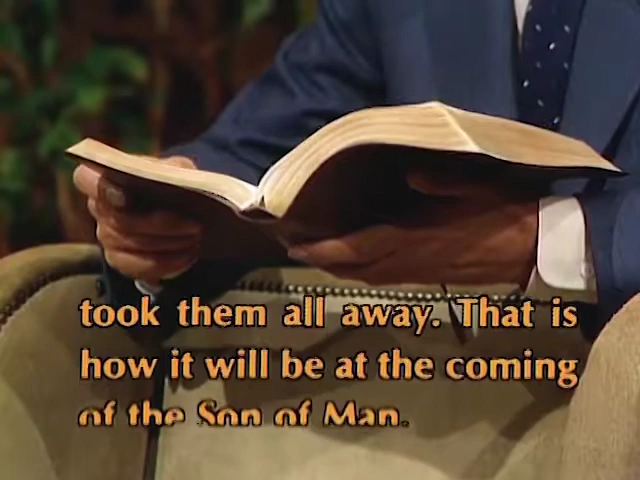 took them all away. That is
how it will be at the coming
of the Son of Man.